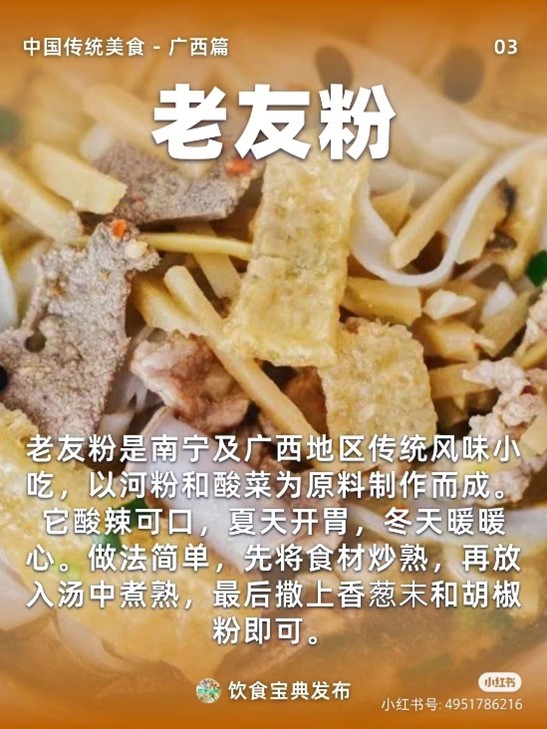 中国传统美食 - 广西篇
03
老友粉
老友粉是南宁及广西地区传统风味小
吃，以河粉和酸菜为原料制作而成。
它酸辣可口，夏天开胃，冬天暖暖
心。做法简单，先将食材炒熟，再放
入汤中煮熟，最后撒上香葱末和胡椒
粉即可。
饮食宝典发布
小红书
小红书号: 4951786216